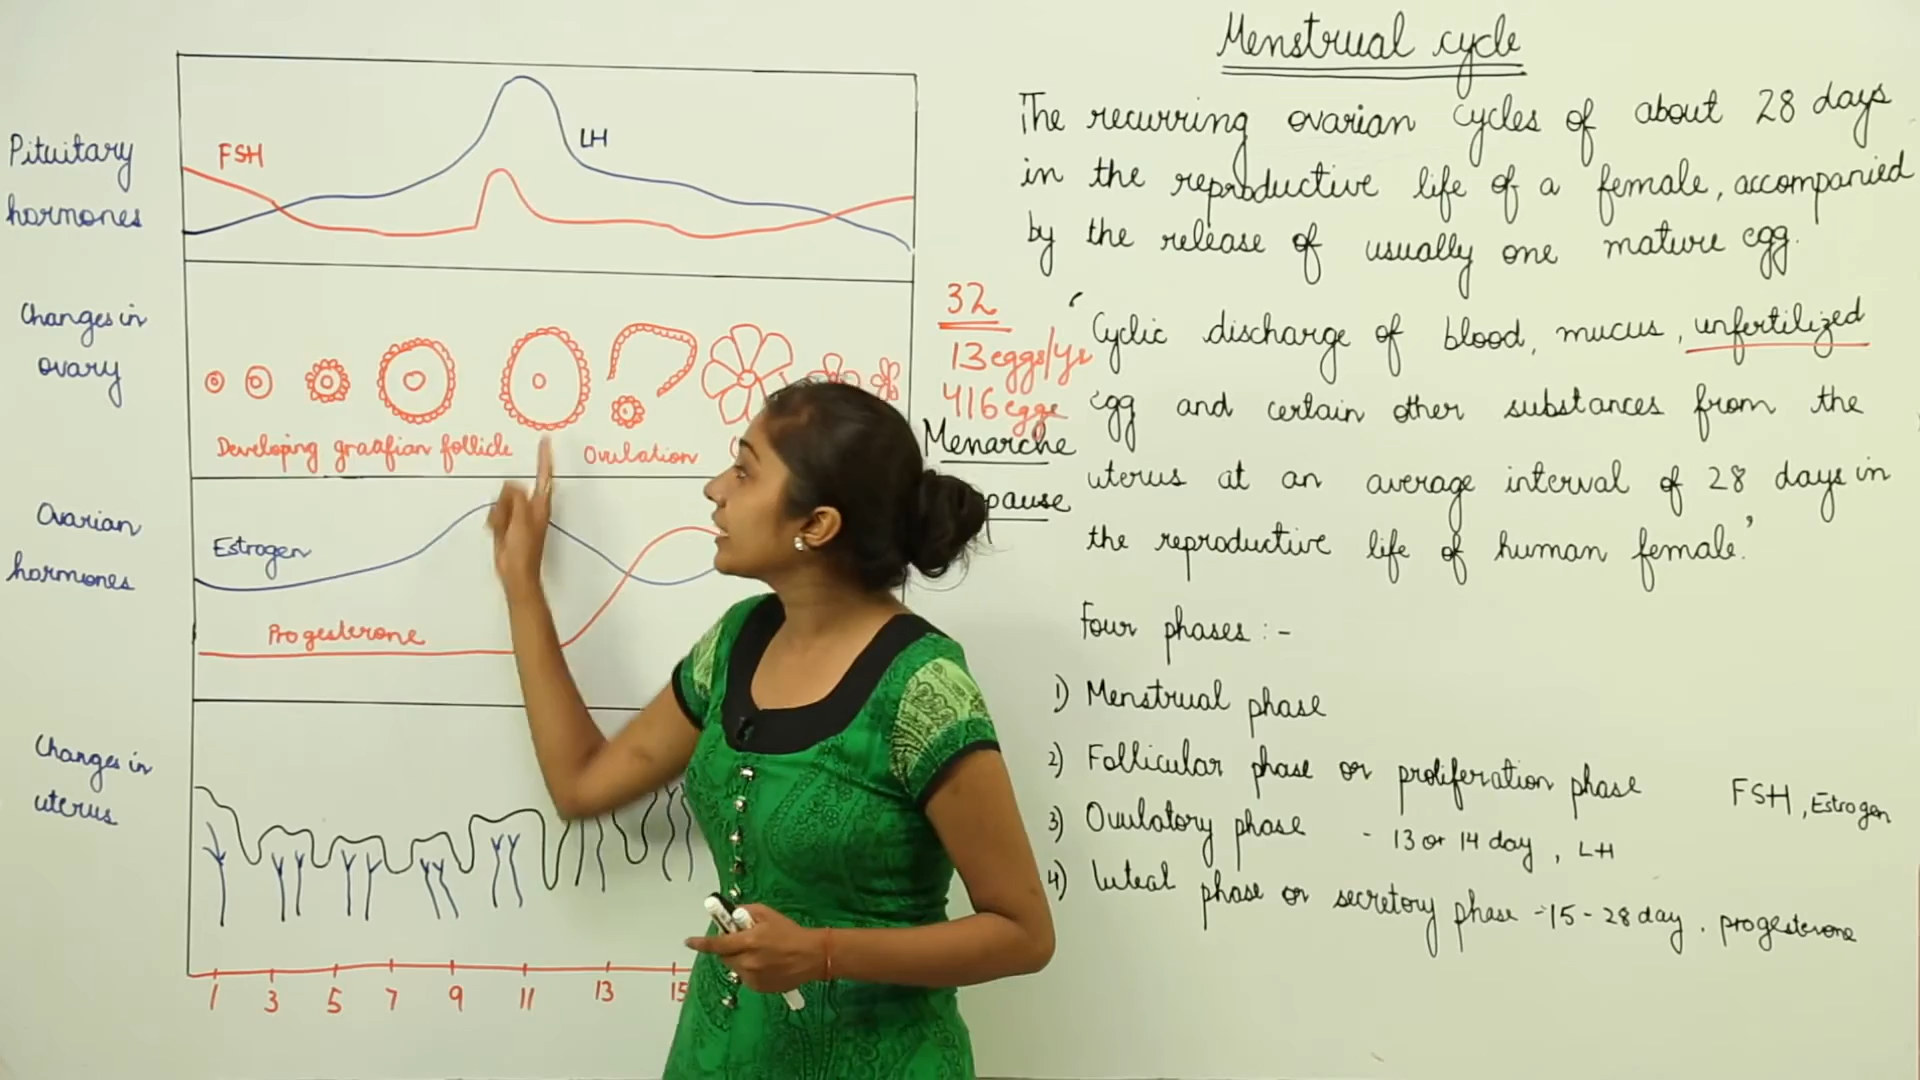 Menstrual cycle
The recurring ovarian cycles of about 28 days
in the reproductive life of a female, accompanied
by the release of usually one mature egg.
'Cyclic discharge of blood, mucus, unfertilized
egg and certain other substances from the
uterus at an average interval of 28 days in
the reproductive life of human female.'
Four phases :-
1) Menstrual phase
2) Follicular phase or proliferation phase FSH, Estrogen
3) Ovulatory phase - 13 or 14 day, LH
4) luteal phase or secretory phase - 15 - 28 day. progesterone
32
13 eggs/yr
416 eggs
Menarche
pause
Pituitary
hormones
FSH
LH
Changes in
ovary
Developing graafian follicle
Ovulation
Ovarian
hormones
Estrogen
Progesterone
Changes in
uterus
1 3 5 7 9 11 13 15